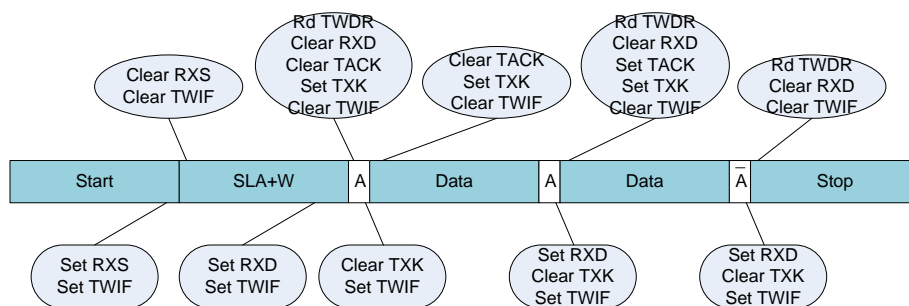 Rd TWDR
Clear RXD
Clear TACK
Set TXK
Clear TWIF
Rd TWDR
Clear RXD
Set TACK
Set TXK
Clear TWIF
Clear RXS
Clear TWIF
Clear TACK
Set TXK
Clear TWIF
Rd TWDR
Clear RXD
Clear TWIF
Start
SLA+W
A
Data
A
Data
A̅
Stop
Set RXS
Set TWIF
Set RXD
Set TWIF
Clear TXK
Set TWIF
Set RXD
Clear TXK
Set TWIF
Set RXD
Clear TXK
Set TWIF